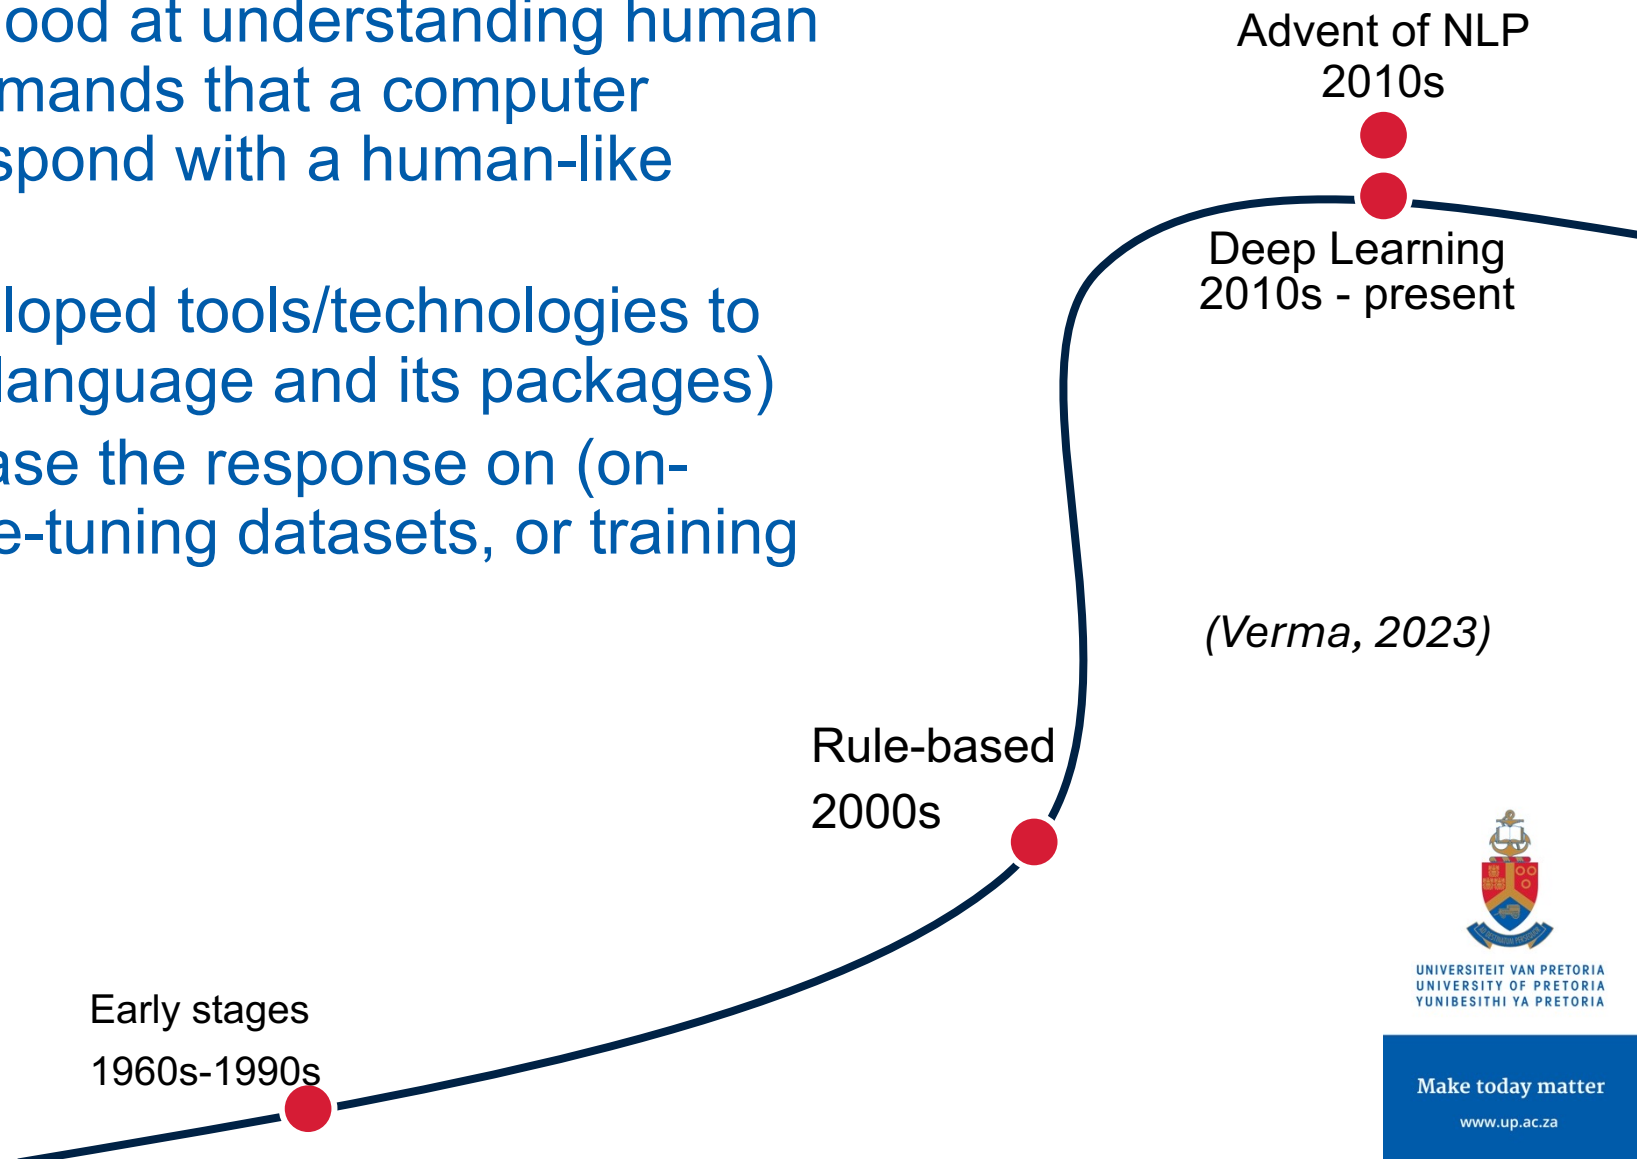 ood at understanding human
mands that a computer
spond with a human-like
loped tools/technologies to
language and its packages)
ase the response on (on-
e-tuning datasets, or training
Advent of NLP
2010s
Deep Learning
2010s - present
(Verma, 2023)
Rule-based
2000s
Early stages
1960s-1990s
UNIVERSITEIT VAN PRETORIA
UNIVERSITY OF PRETORIA
YUNIBESITHI YA PRETORIA
Make today matter
www.up.ac.za